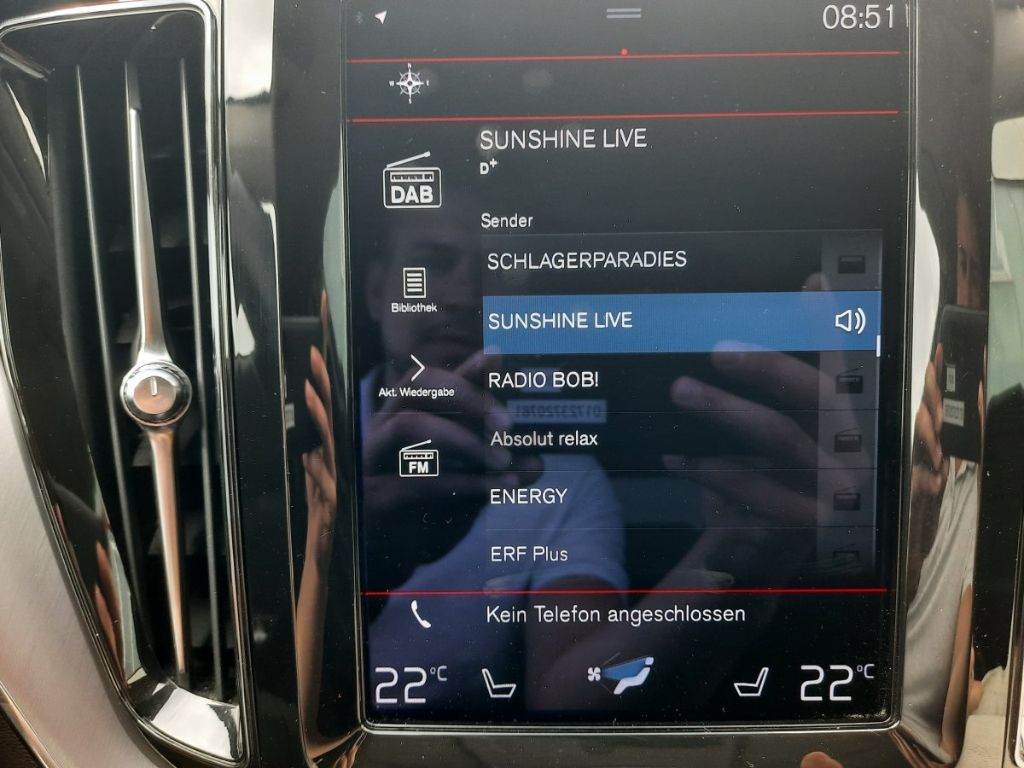 08:51
SUNSHINE LIVE
D+
DAB
Sender
SCHLAGERPARADIES
Bibliothek
SUNSHINE LIVE
Akt. Wiedergabe
RADIO BOB!
Absolut relax
FM
ENERGY
ERF Plus
Kein Telefon angeschlossen
22°C 22°C